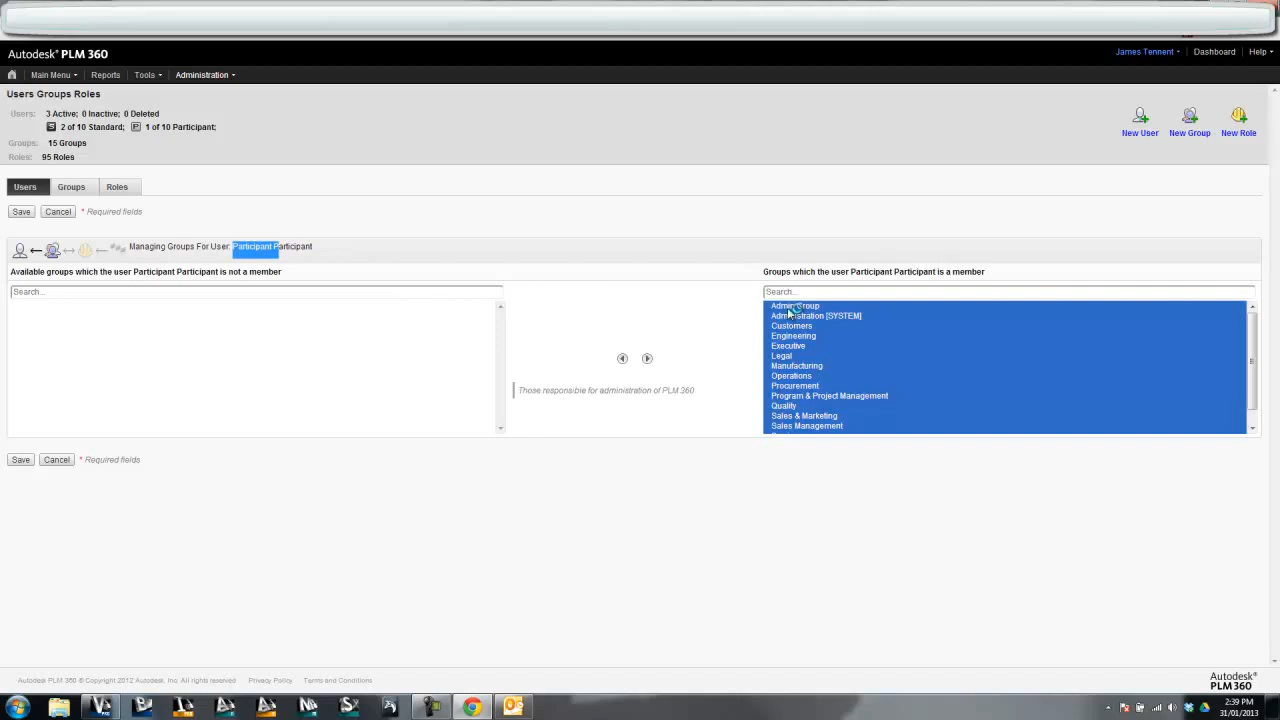 Autodesk® PLM 360
James Tennent
Dashboard
Help
Main Menu
Reports
Tools
Administration
Users Groups Roles
Users: 3 Active; 0 Inactive; 0 Deleted
S 2 of 10 Standard; P 1 of 10 Participant;
Groups: 15 Groups
Roles: 95 Roles
New User
New Group
New Role
Users
Groups
Roles
Save
Cancel
* Required fields
Managing Groups For User: Participant Participant
Available groups which the user Participant Participant is not a member
Groups which the user Participant Participant is a member
Search...
Search...
Admin Group
Administration [SYSTEM]
Customers
Engineering
Executive
Legal
Manufacturing
Operations
Procurement
Program & Project Management
Quality
Sales & Marketing
Sales Management
Those responsible for administration of PLM 360
Save
Cancel
* Required fields
Autodesk PLM 360 © Copyright 2012 Autodesk, Inc. All rights reserved
Privacy Policy
Terms and Conditions
Autodesk®
PLM 360
2:39 PM
31/01/2013